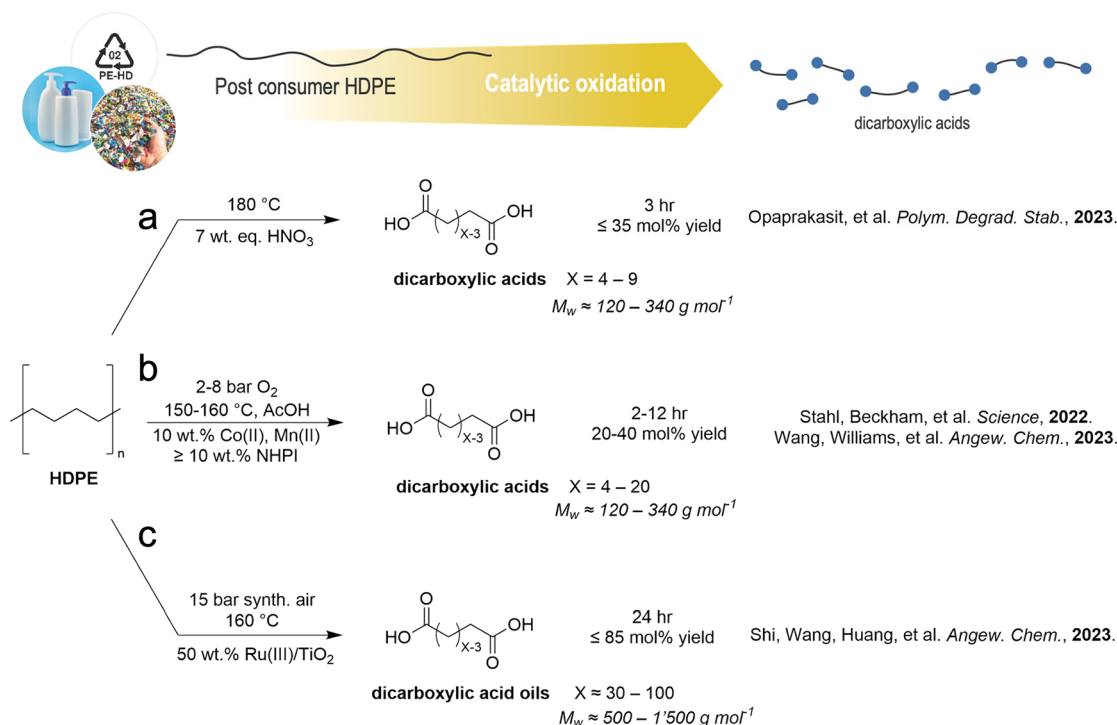 02
PE-HD
Post consumer HDPE
Catalytic oxidation
dicarboxylic acids
a
180 °C
7 wt. eq. HNO₃
O
HO
X-3
OH
O
dicarboxylic acids
X = 4 – 9
M_w ≈ 120 – 340 g mol⁻¹
3 hr
≤ 35 mol% yield
Opaprakasit, et al. Polym. Degrad. Stab., 2023.
n
HDPE
b
2-8 bar O₂
150-160 °C, AcOH
10 wt.% Co(II), Mn(II)
≥ 10 wt.% NHPI
O
HO
X-3
OH
O
dicarboxylic acids
X = 4 – 20
M_w ≈ 120 – 340 g mol⁻¹
2-12 hr
20-40 mol% yield
Stahl, Beckham, et al. Science, 2022.
Wang, Williams, et al. Angew. Chem., 2023.
c
15 bar synth. air
160 °C
50 wt.% Ru(III)/TiO₂
O
HO
X-3
OH
O
dicarboxylic acid oils
X ≈ 30 – 100
M_w ≈ 500 – 1'500 g mol⁻¹
24 hr
≤ 85 mol% yield
Shi, Wang, Huang, et al. Angew. Chem., 2023.